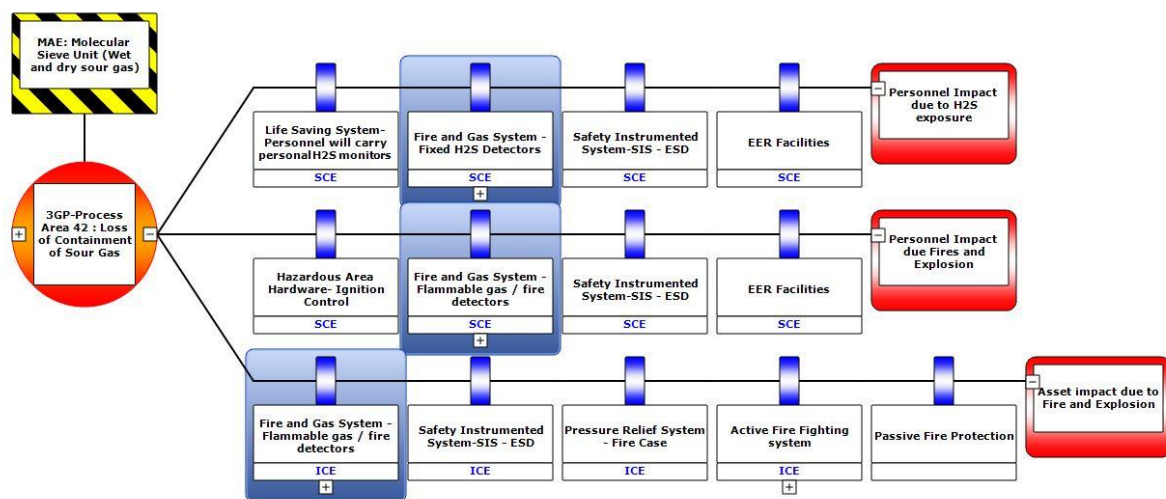 MAE: Molecular
Sieve Unit (Wet
and dry sour gas)
3GP-Process
Area 42 : Loss
of Containment
of Sour Gas
Life Saving System-
Personnel will carry
personal H2S monitors
SCE
Fire and Gas System -
Fixed H2S Detectors
SCE
Safety Instrumented
System-SIS - ESD
SCE
EER Facilities
SCE
Personnel Impact
due to H2S
exposure
Hazardous Area
Hardware- Ignition
Control
SCE
Fire and Gas System -
Flammable gas / fire
detectors
SCE
Safety Instrumented
System-SIS - ESD
SCE
EER Facilities
SCE
Personnel Impact
due Fires and
Explosion
Fire and Gas System -
Flammable gas / fire
detectors
ICE
Safety Instrumented
System-SIS - ESD
ICE
Pressure Relief System
- Fire Case
ICE
Active Fire Fighting
system
ICE
Passive Fire Protection
Asset impact due to
Fire and Explosion